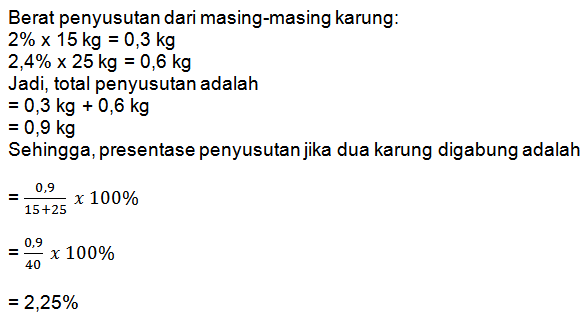 Berat penyusutan dari masing-masing karung:
2% x 15 kg = 0,3 kg
2,4% x 25 kg = 0,6 kg
Jadi, total penyusutan adalah
= 0,3 kg + 0,6 kg
= 0,9 kg
Sehingga, presentase penyusutan jika dua karung digabung adalah
= 0,9/15+25 x 100%
= 0,9/40 x 100%
= 2,25%